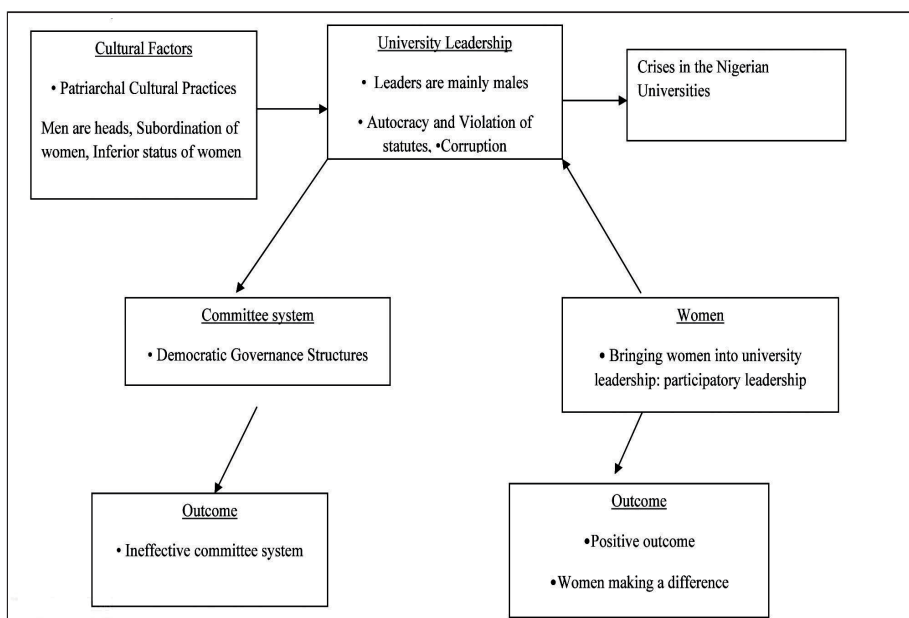 Cultural Factors
• Patriarchal Cultural Practices
Men are heads, Subordination of
women, Inferior status of women
University Leadership
• Leaders are mainly males
• Autocracy and Violation of
statutes, •Corruption
Crises in the Nigerian
Universities
Committee system
• Democratic Governance Structures
Women
• Bringing women into university
leadership: participatory leadership
Outcome
• Ineffective committee system
Outcome
•Positive outcome
•Women making a difference